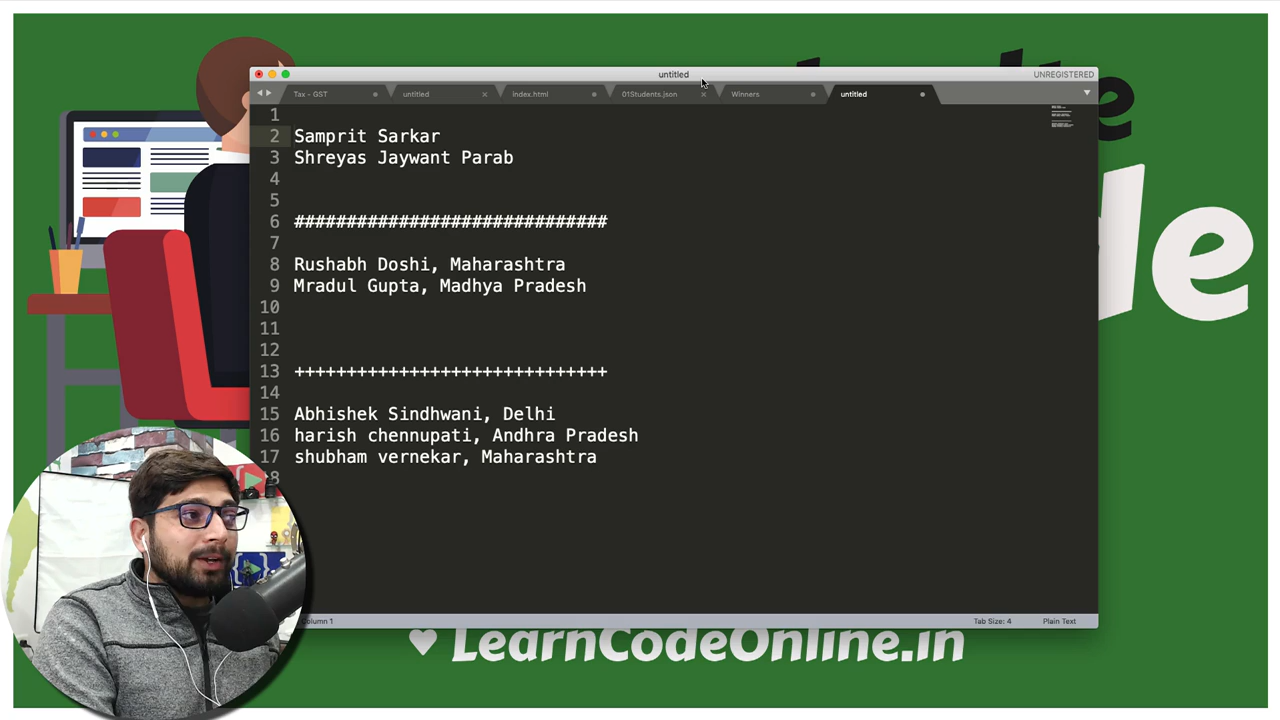 untitled
UNREGISTERED
Tax - GST
untitled
index.html
01Students.json
Winners
untitled
1
2 Samprit Sarkar
3 Shreyas Jaywant Parab
4
5
6 ##############################
7
8 Rushabh Doshi, Maharashtra
9 Mradul Gupta, Madhya Pradesh
10
11
12
13 ++++++++++++++++++++++++++++++
14
15 Abhishek Sindhwani, Delhi
16 harish chennupati, Andhra Pradesh
17 shubham vernekar, Maharashtra
8
Column 1
Tab Size: 4
Plain Text
LearnCodeOnline.in